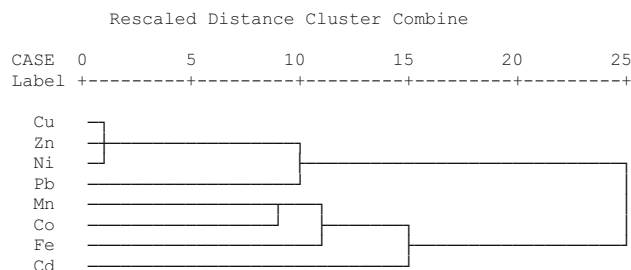 Rescaled Distance Cluster Combine
CASE 0 5 10 15 20 25
Label +---------+---------+---------+---------+---------+
Cu
Zn
Ni
Pb
Mn
Co
Fe
Cd